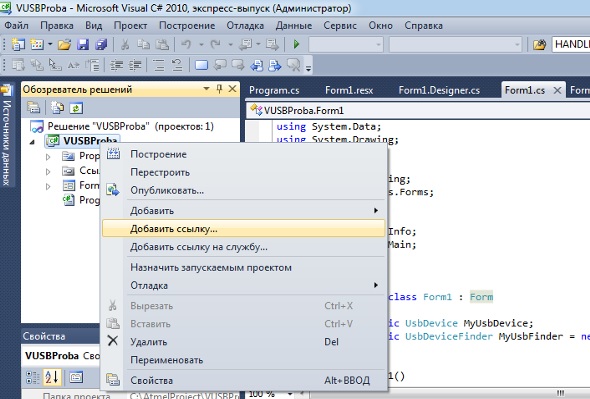 VUSBProba - Microsoft Visual C# 2010, экспресс-выпуск (Администратор)
Файл Правка Вид Проект Построение Отладка Данные Сервис Окно Справка
HANDLE
Обозреватель решений
Program.cs Form1.resx Form1.Designer.cs Form1.cs Form
Источники данных
VUSBProba.Form1
Решение "VUSBProba" (проектов: 1)
VUSBProba
Prop
Ссы
Form
Prog
using System.Data;
using System.Drawing;
ing;
s.Forms;
Info;
Main;
class Form1 : Form
ic UsbDevice MyUsbDevice;
ic UsbDeviceFinder MyUsbFinder = ne
1()
Построение
Перестроить
Опубликовать...
Добавить
Добавить ссылку...
Добавить ссылку на службу...
Назначить запускаемым проектом
Отладка
Вырезать Ctrl+X
Вставить Ctrl+V
Удалить Del
Переименовать
Свойства Alt+ВВОД
Свойства
VUSBProba Сво
Папка проекта C:\AtmelProject\VUSBPr
100 %